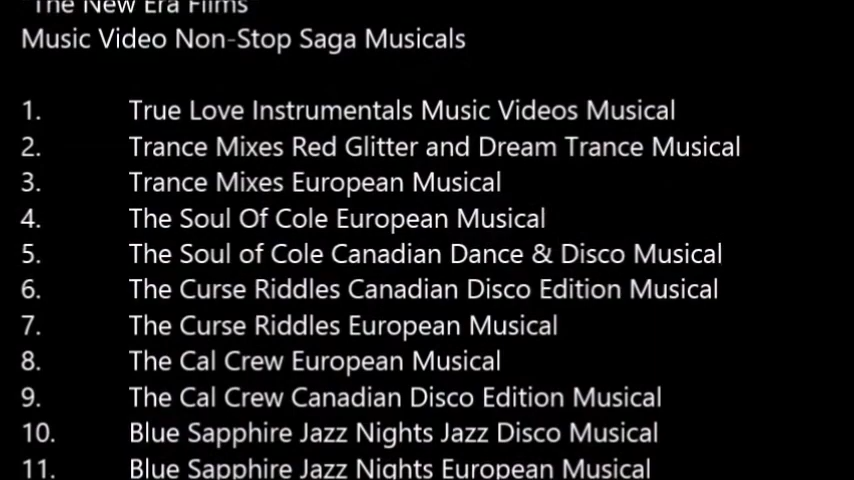 "The New Era Films"
Music Video Non-Stop Saga Musicals
1. True Love Instrumentals Music Videos Musical
2. Trance Mixes Red Glitter and Dream Trance Musical
3. Trance Mixes European Musical
4. The Soul Of Cole European Musical
5. The Soul of Cole Canadian Dance & Disco Musical
6. The Curse Riddles Canadian Disco Edition Musical
7. The Curse Riddles European Musical
8. The Cal Crew European Musical
9. The Cal Crew Canadian Disco Edition Musical
10. Blue Sapphire Jazz Nights Jazz Disco Musical
11. Blue Sapphire Jazz Nights European Musical